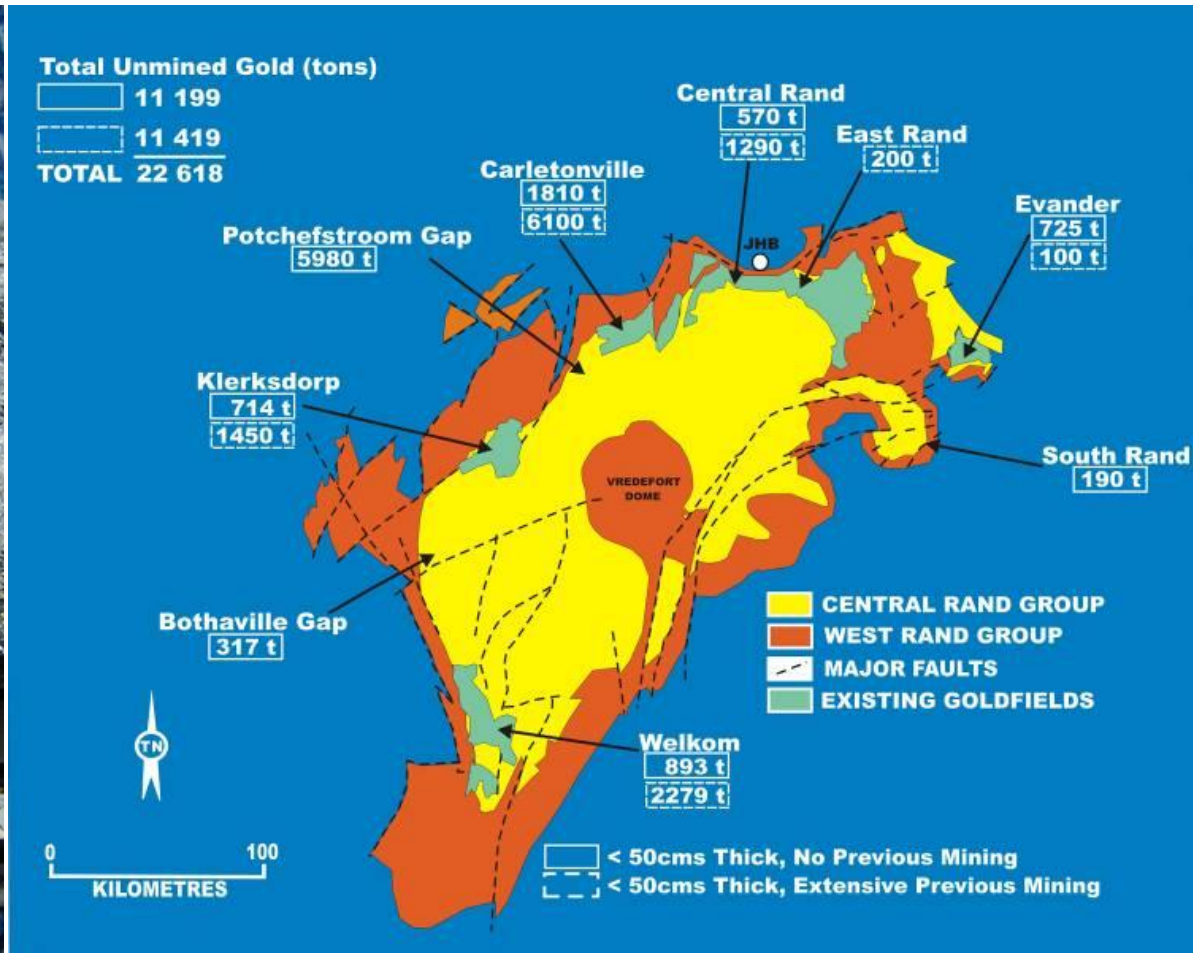 Total Unmined Gold (tons)
11 199
11 419
TOTAL 22 618
Central Rand
570 t
1290 t
East Rand
200 t
Carletonville
1810 t
6100 t
Evander
725 t
100 t
Potchefstroom Gap
5980 t
JHB
Klerksdorp
714 t
1450 t
South Rand
190 t
VREDEFORT
DOME
Bothaville Gap
317 t
CENTRAL RAND GROUP
WEST RAND GROUP
MAJOR FAULTS
EXISTING GOLDFIELDS
TN
Welkom
893 t
2279 t
0 100
KILOMETRES
< 50cms Thick, No Previous Mining
< 50cms Thick, Extensive Previous Mining